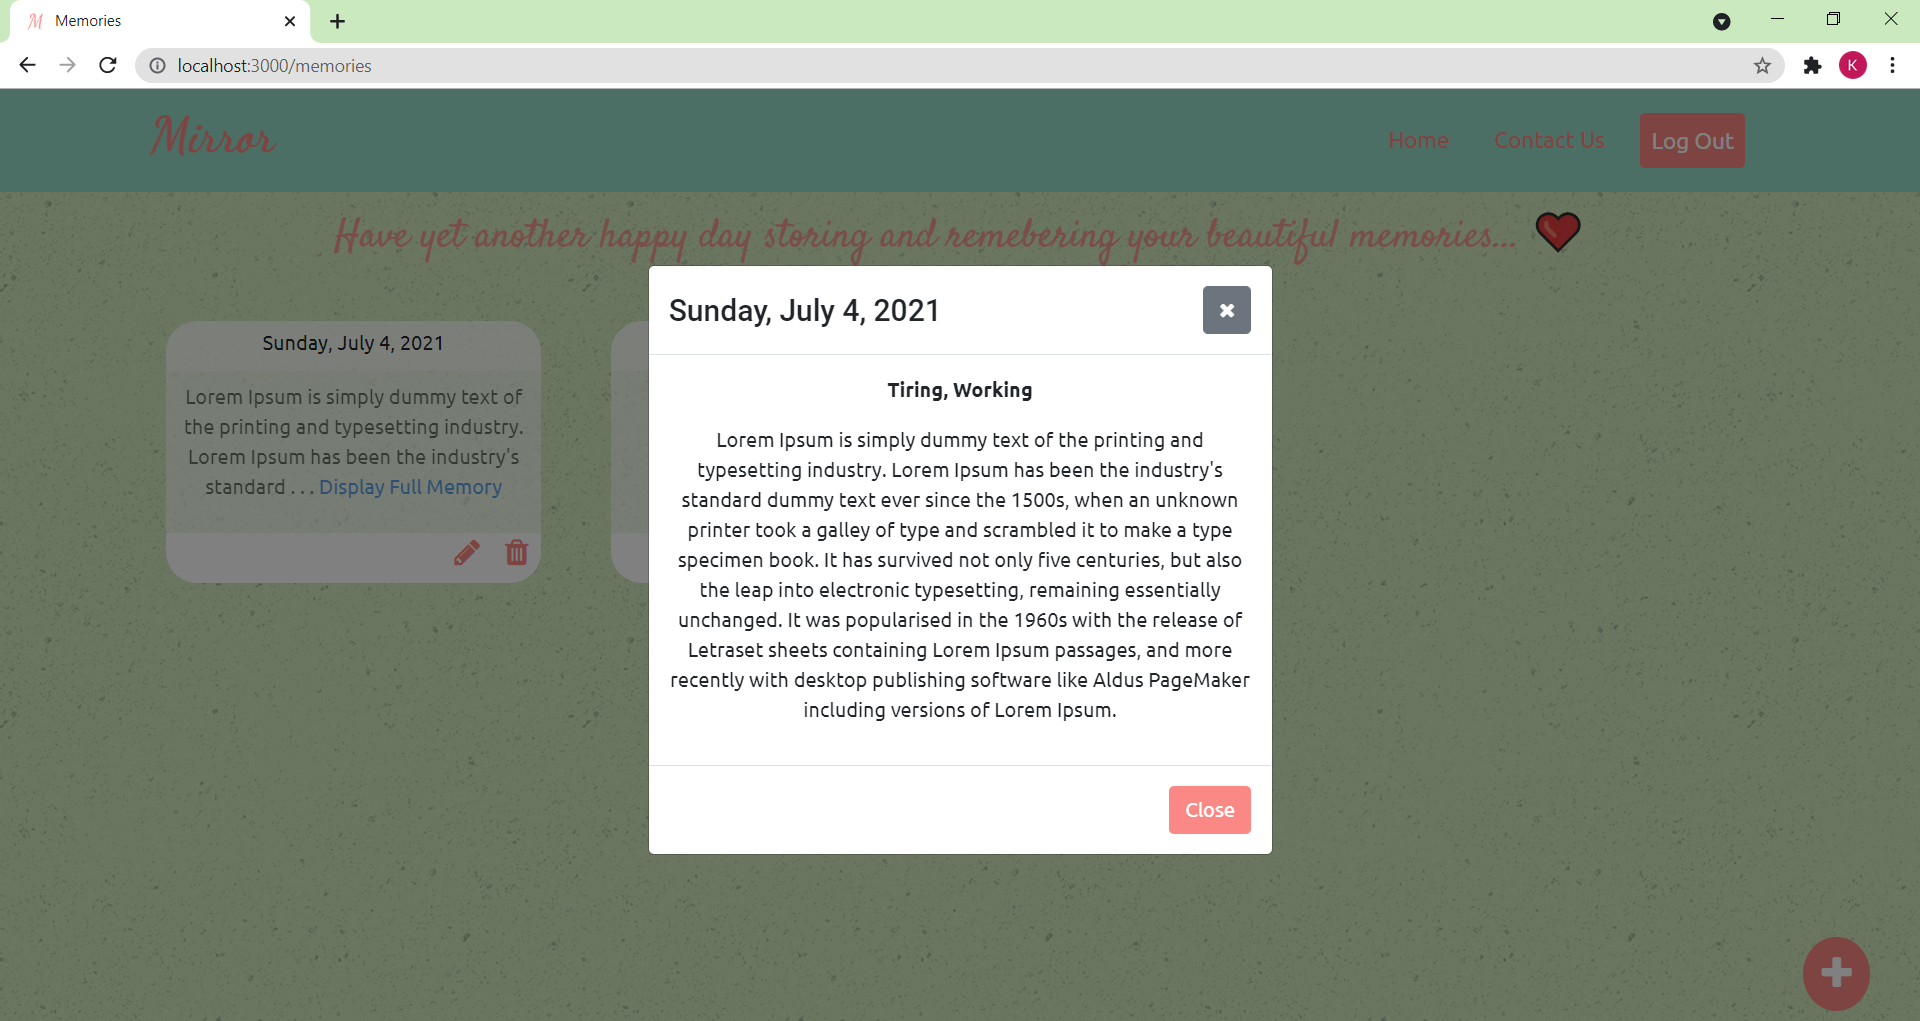 Memories
localhost:3000/memories
K
Mirror
Home
Contact Us
Log Out
Have yet another happy day storing and remebering your beautiful memories...
Sunday, July 4, 2021
Lorem Ipsum is simply dummy text of
the printing and typesetting industry.
Lorem Ipsum has been the industry's
standard . . . Display Full Memory
Sunday, July 4, 2021
Tiring, Working
Lorem Ipsum is simply dummy text of the printing and
typesetting industry. Lorem Ipsum has been the industry's
standard dummy text ever since the 1500s, when an unknown
printer took a galley of type and scrambled it to make a type
specimen book. It has survived not only five centuries, but also
the leap into electronic typesetting, remaining essentially
unchanged. It was popularised in the 1960s with the release of
Letraset sheets containing Lorem Ipsum passages, and more
recently with desktop publishing software like Aldus PageMaker
including versions of Lorem Ipsum.
Close